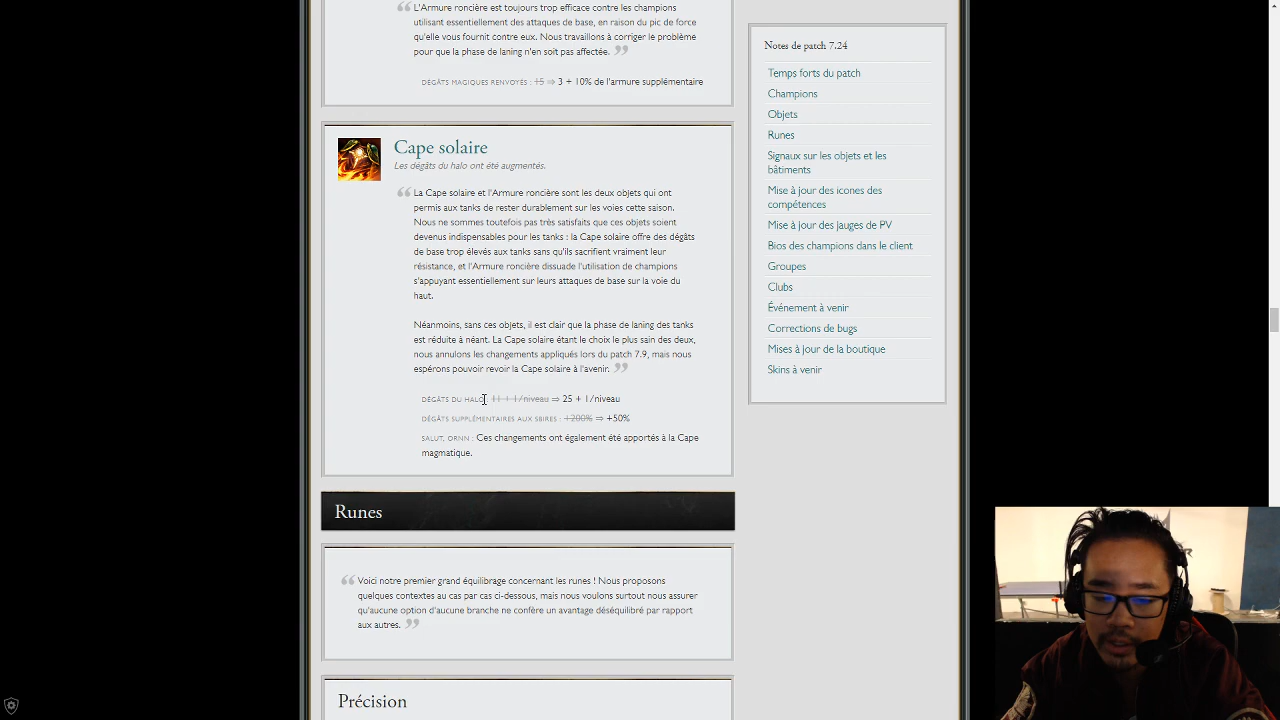 L'Armure roncière est toujours trop efficace contre les champions
utilisant essentiellement des attaques de base, en raison du pic de force
qu'elle vous fournit contre eux. Nous travaillons à corriger le problème
pour que la phase de laning n'en soit pas affectée.
DÉGÂTS MAGIQUES RENVOYÉS : 15 ⇒ 3 + 10% de l'armure supplémentaire
Cape solaire
Les dégâts du halo ont été augmentés.
La Cape solaire et l'Armure roncière sont les deux objets qui ont
permis aux tanks de rester durablement sur les voies cette saison.
Nous ne sommes toutefois pas très satisfaits que ces objets soient
devenus indispensables pour les tanks : la Cape solaire offre des dégâts
de base trop élevés aux tanks sans qu'ils sacrifient vraiment leur
résistance, et l'Armure roncière dissuade l'utilisation de champions
s'appuyant essentiellement sur leurs attaques de base sur la voie du
haut.
Néanmoins, sans ces objets, il est clair que la phase de laning des tanks
est réduite à néant. La Cape solaire étant le choix le plus sain des deux,
nous annulons les changements appliqués lors du patch 7.9, mais nous
espérons pouvoir revoir la Cape solaire à l'avenir.
DÉGÂTS DU HALO : 11 + 1/niveau ⇒ 25 + 1/niveau
DÉGÂTS SUPPLÉMENTAIRES AUX SBIRES : +200% ⇒ +50%
SALUT, ORNN : Ces changements ont également été apportés à la Cape
magmatique.
Runes
Voici notre premier grand équilibrage concernant les runes ! Nous proposons
quelques contextes au cas par cas ci-dessous, mais nous voulons surtout nous assurer
qu'aucune option d'aucune branche ne confère un avantage déséquilibré par rapport
aux autres.
Précision
Notes de patch 7.24
Temps forts du patch
Champions
Objets
Runes
Signaux sur les objets et les
bâtiments
Mise à jour des icônes des
compétences
Mise à jour des jauges de PV
Bios des champions dans le client
Groupes
Clubs
Événement à venir
Corrections de bugs
Mises à jour de la boutique
Skins à venir